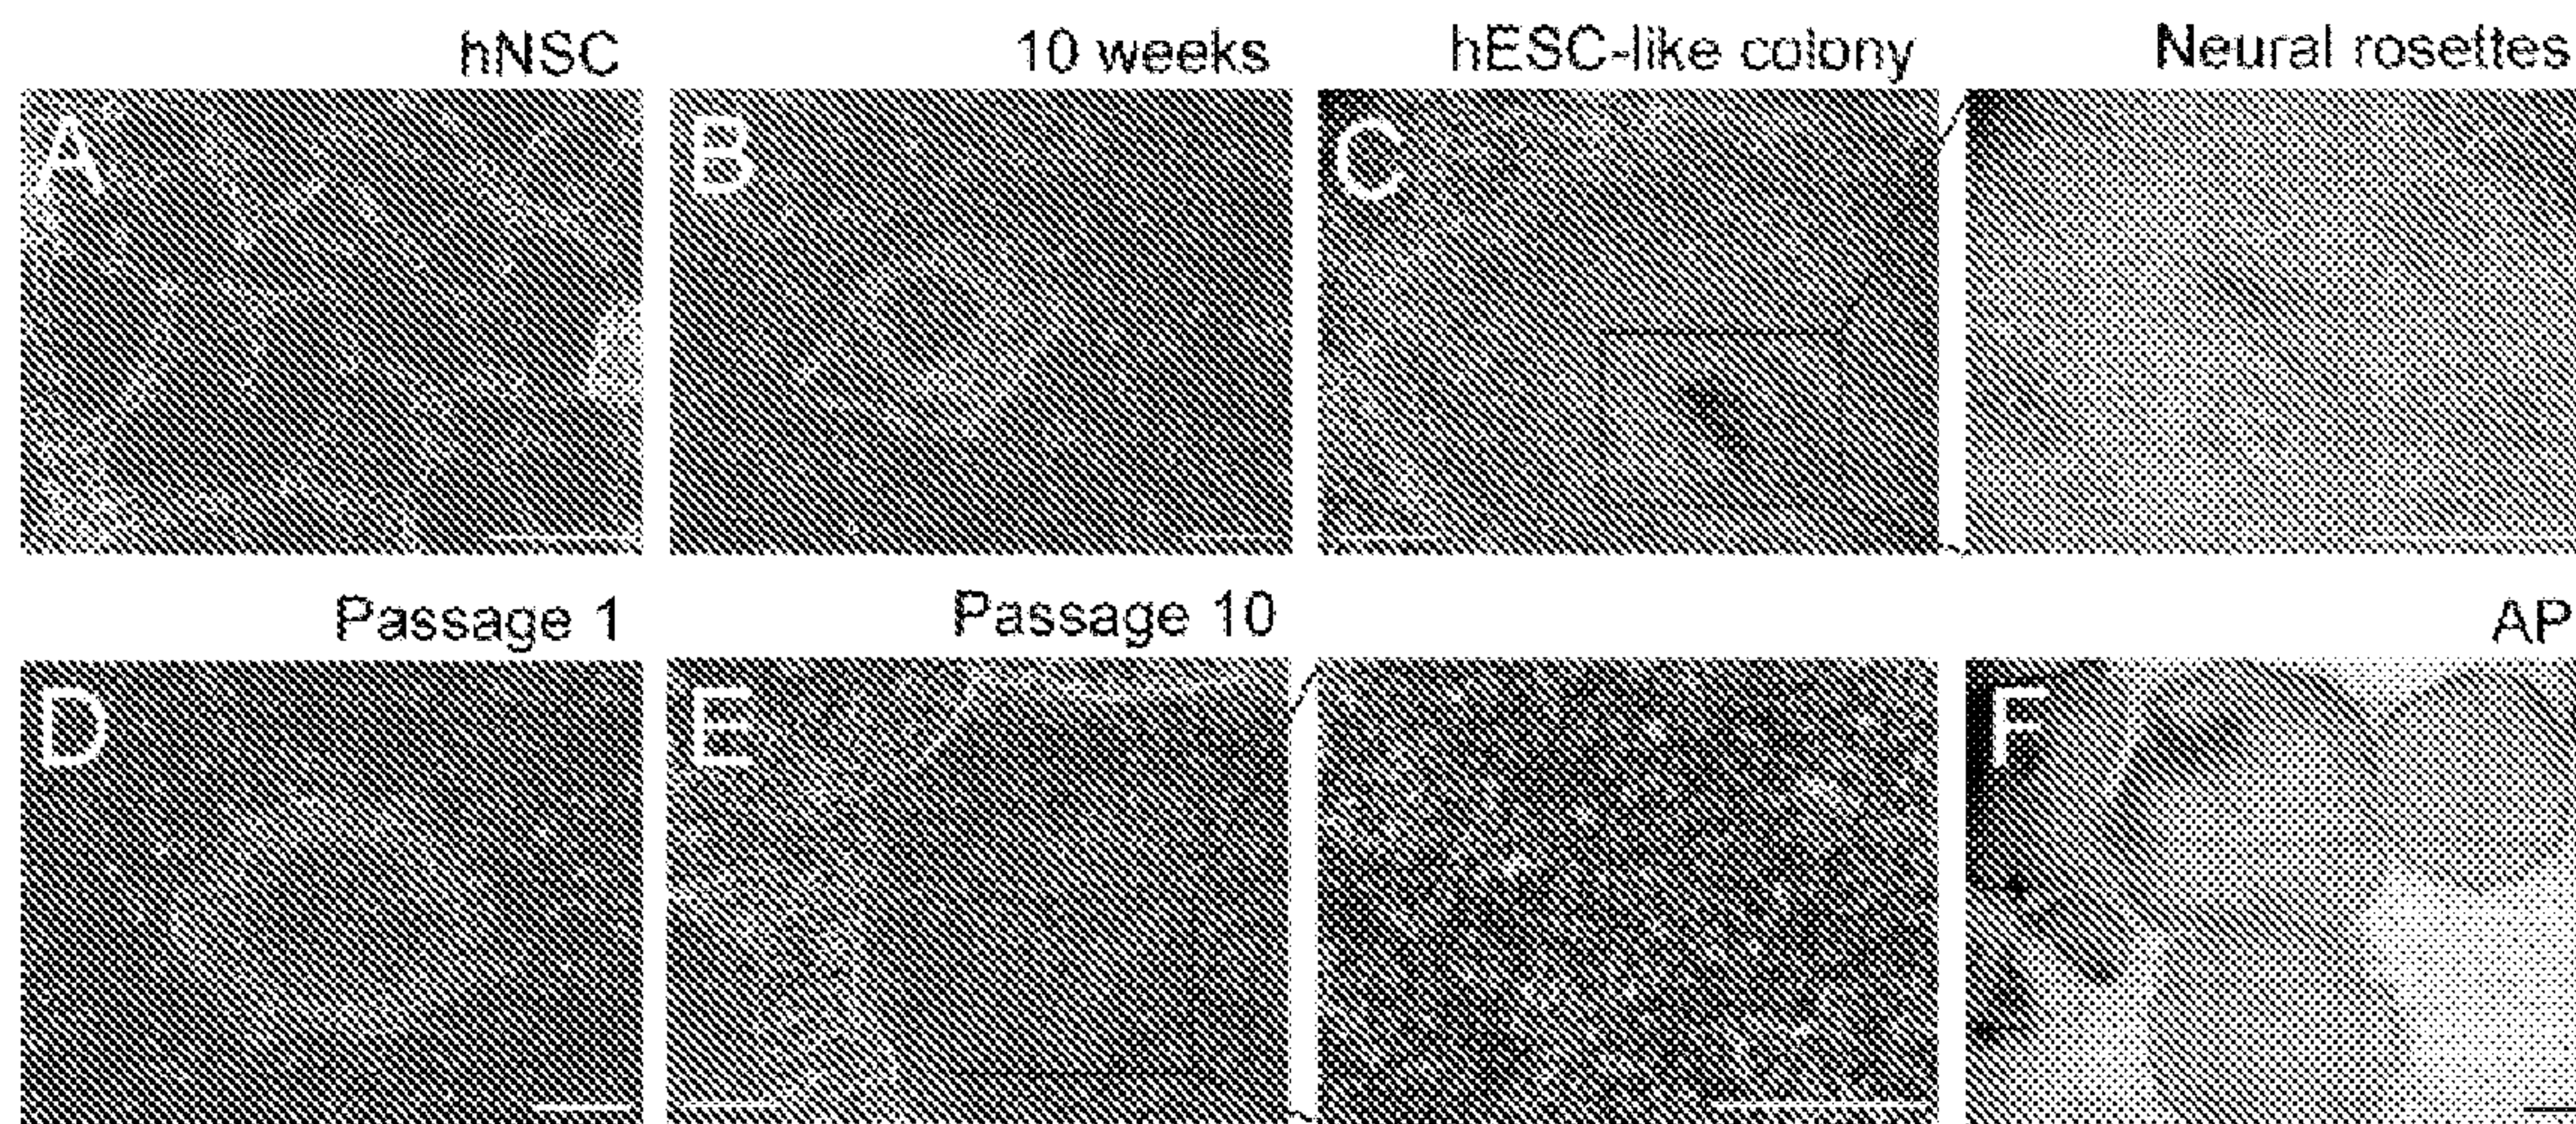 hNSC
10 weeks
hESC-like colony
Neural rosettes
A
B
C
Passage 1
Passage 10
AP
D
E
F